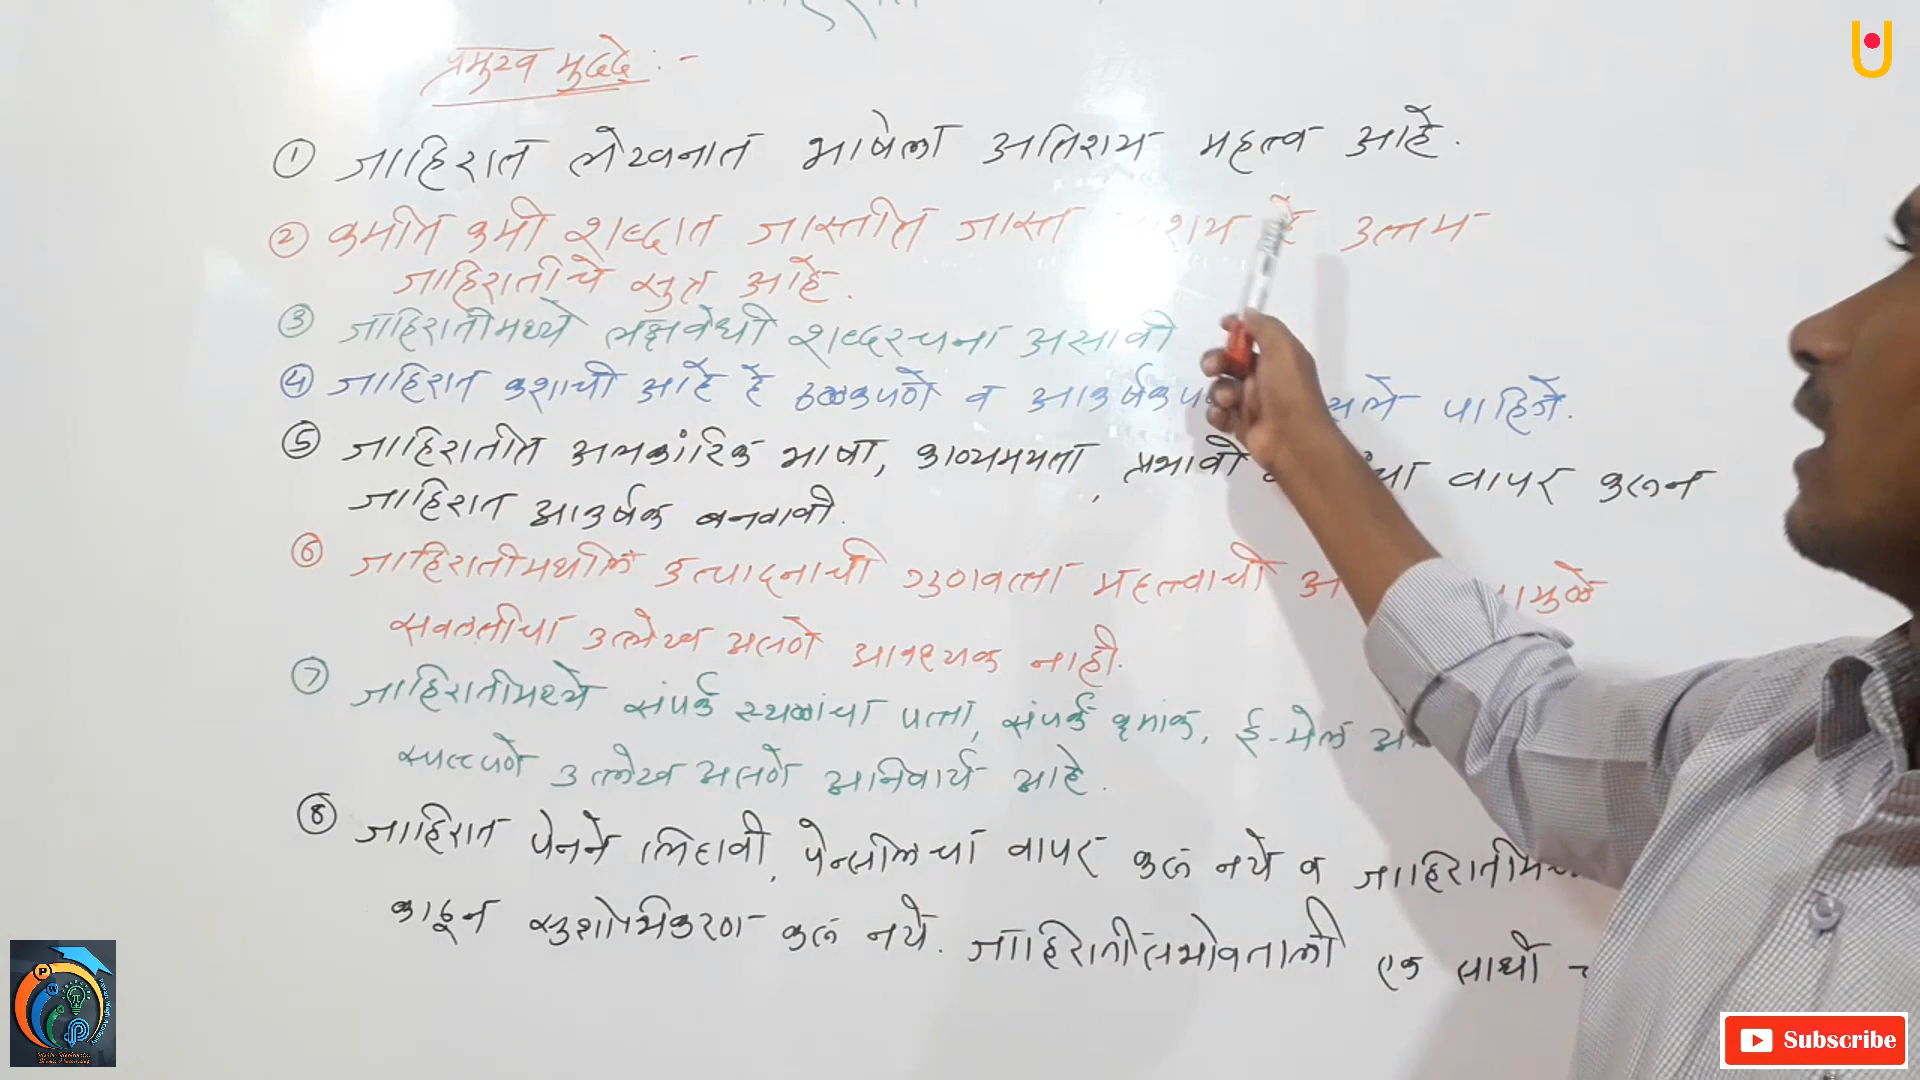 प्रमुख मुद्दे :-
① जाहिरात लेखनात भाषेला अतिशय महत्व आहे.
② कमीत कमी शब्दात जास्तीत जास्त हे उत्तम
जाहिरातीचे सुत्र आहे.
③ जाहिरातीमध्ये लक्षवेधी शब्दरचना असावी
④ जाहिरात कशाची आहे हे ठळकपणे व पाहिजे.
⑤ जाहिरातीत अलंकारिक भाषा, काव्यमयता, प्रभावी वापर करून
जाहिरात आकर्षक बनवावी.
⑥ जाहिरातीमधील उत्पादनाची गुणवत्ता महत्त्वाची
सवलतीचा उल्लेख असणे आवश्यक नाही.
⑦ जाहिरातीमध्ये संपर्क स्थळाचा पत्ता, संपर्क क्रमांक, ई-मेल
स्पष्टपणे उल्लेख असणे अनिवार्य आहे.
⑧ जाहिरात पेनने लिहावी, पेन्सीलचा वापर करू नये व
काढून सुशोभिकरण करू नये. जाहिरातीसभोवताली एक साधी
Subscribe